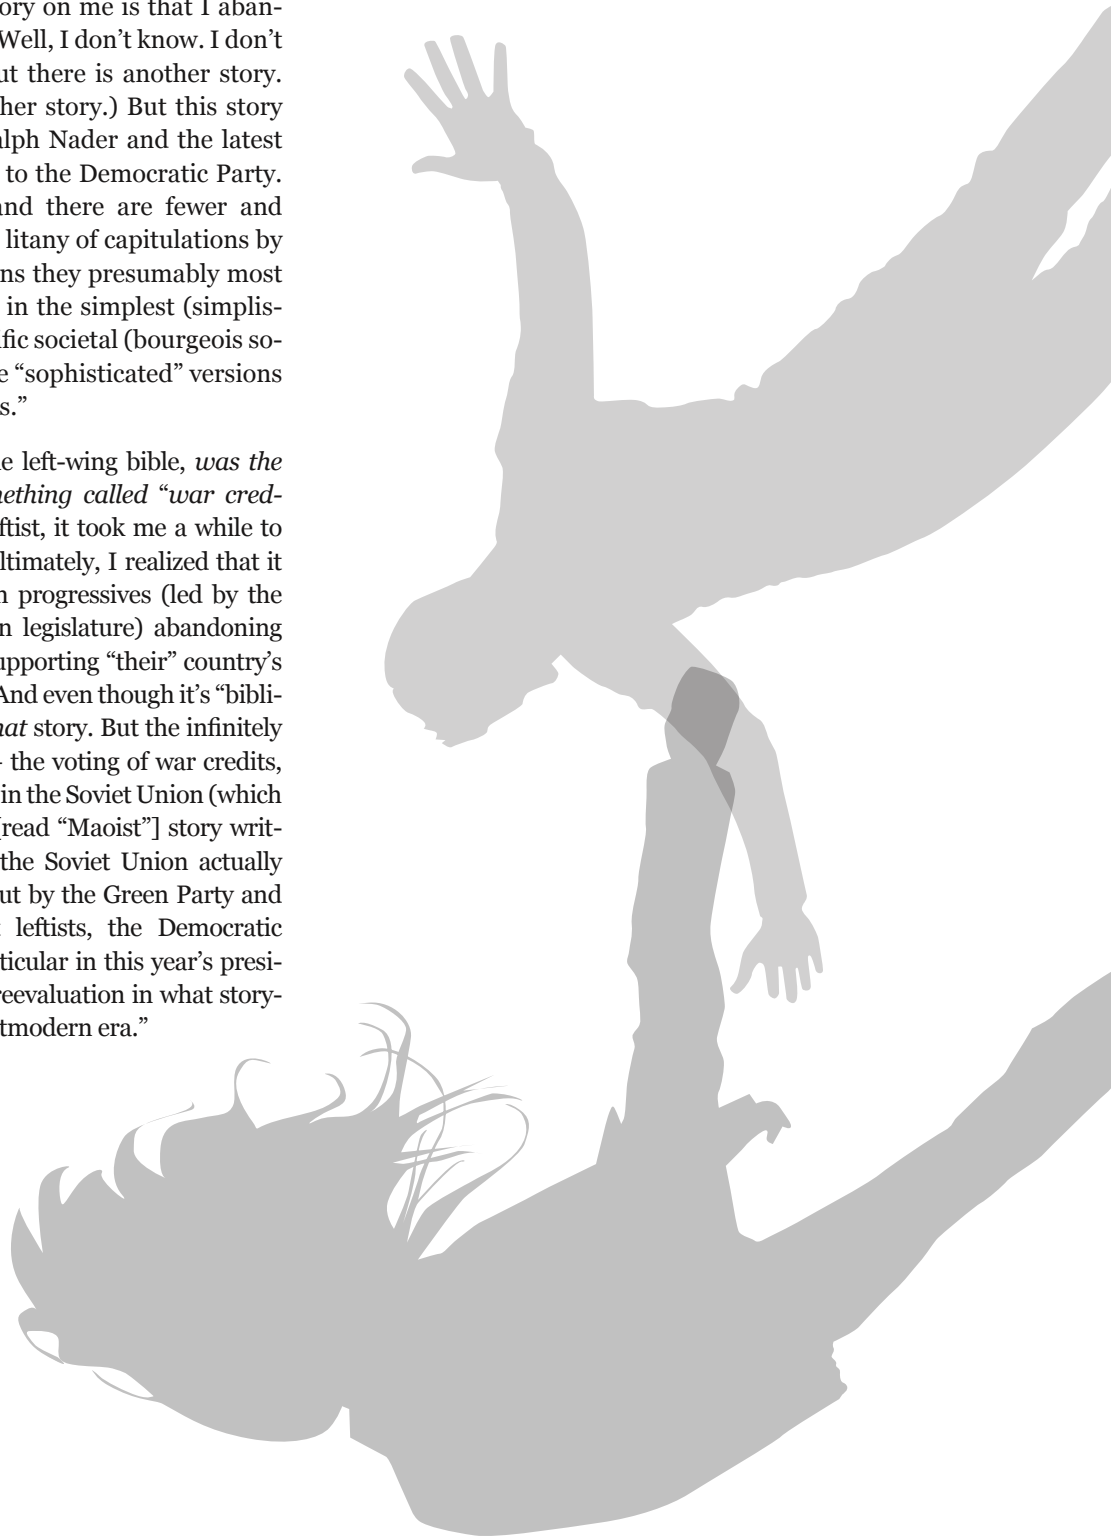 ory on me is that I aban-
Well, I don’t know. I don’t
ut there is another story.
her story.) But this story
alph Nader and the latest
to the Democratic Party.
and there are fewer and
litany of capitulations by
ns they presumably most
in the simplest (simplis-
ific societal (bourgeois so-
e “sophisticated” versions
s.”
e left-wing bible, was the
nething called “war cred-
ftist, it took me a while to
ltimately, I realized that it
n progressives (led by the
n legislature) abandoning
upporting “their” country’s
And even though it’s “bibli-
hat story. But the infinitely
- the voting of war credits,
in the Soviet Union (which
[read “Maoist”] story writ-
the Soviet Union actually
ut by the Green Party and
t leftists, the Democratic
ticular in this year’s presi-
reevaluation in what story-
tmodern era.”